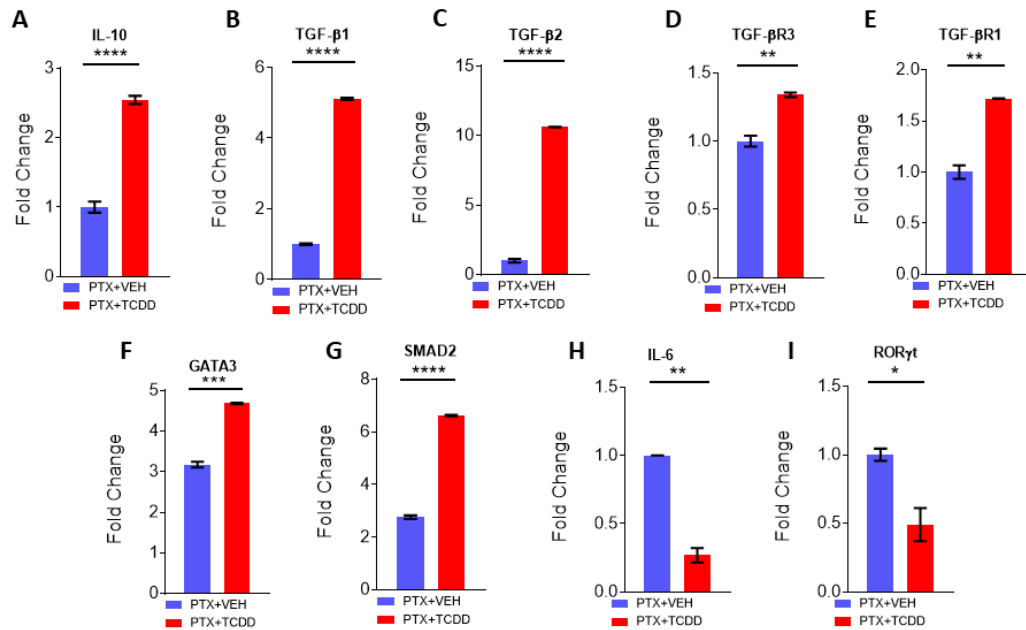 A
IL-10
****
Fold Change
3
2
1
0
PTX+VEH
PTX+TCDD
B
TGF-β1
****
Fold Change
6
4
2
0
PTX+VEH
PTX+TCDD
C
TGF-β2
****
Fold Change
15
10
5
0
PTX+VEH
PTX+TCDD
D
TGF-βR3
**
Fold Change
1.5
1.0
0.5
0.0
PTX+VEH
PTX+TCDD
E
TGF-βR1
**
Fold Change
2.0
1.5
1.0
0.5
0.0
PTX+VEH
PTX+TCDD
F
GATA3
***
Fold Change
5
4
3
2
1
0
PTX+VEH
PTX+TCDD
G
SMAD2
****
Fold Change
8
6
4
2
0
PTX+VEH
PTX+TCDD
H
IL-6
**
Fold Change
1.5
1.0
0.5
0.0
PTX+VEH
PTX+TCDD
I
RORγt
*
Fold Change
1.5
1.0
0.5
0.0
PTX+VEH
PTX+TCDD